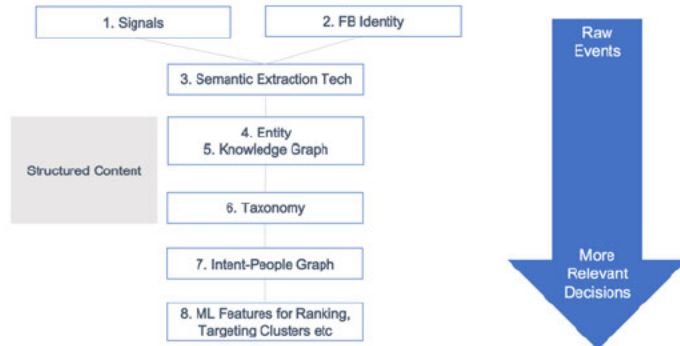 1. Signals
2. FB Identity
3. Semantic Extraction Tech
4. Entity
5. Knowledge Graph
Structured Content
6. Taxonomy
7. Intent-People Graph
8. ML Features for Ranking,
Targeting Clusters etc
Raw
Events
More
Relevant
Decisions